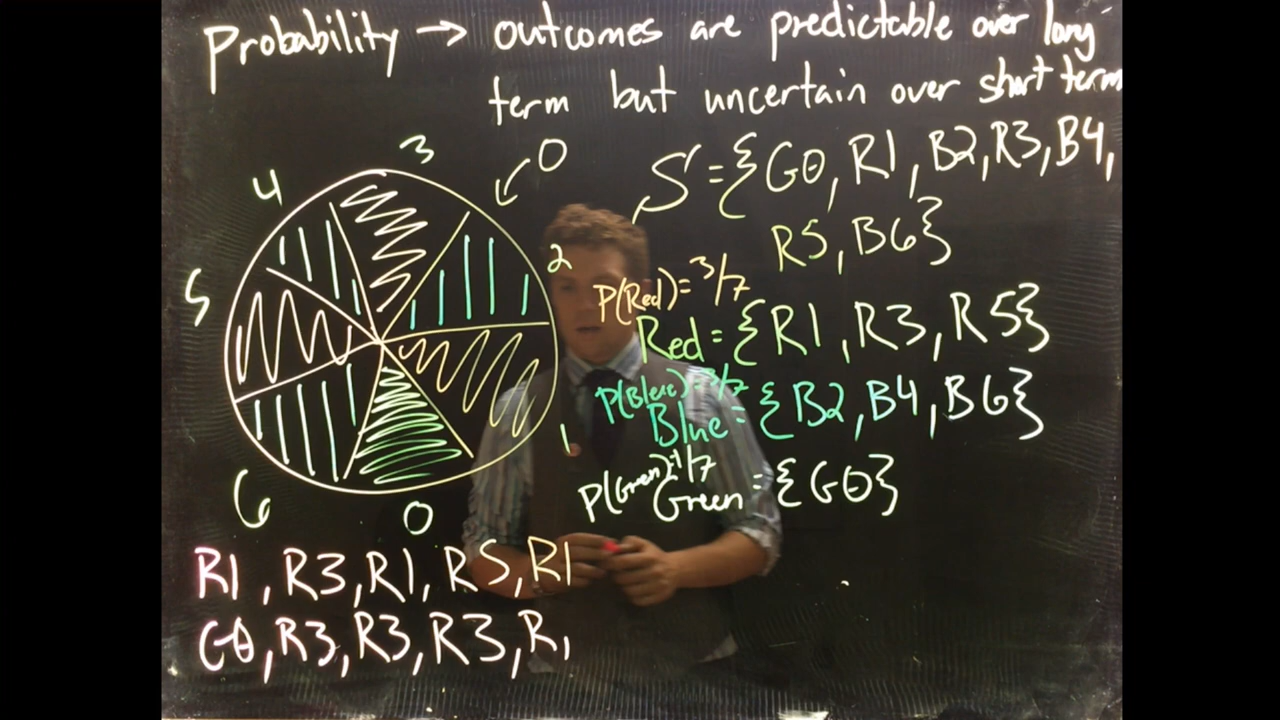 Probability → outcomes are predictable over long
term but uncertain over short term
S = {G0, R1, B2, R3, B4,
R5, B6}
0
3
4
2
5
1
6
0
P(Red) = 3/7
Red = {R1, R3, R5}
P(Blue) = 3/7
Blue = {B2, B4, B6}
P(Green) = 1/7
Green = {G0}
R1, R3, R1, R5, R1
G0, R3, R3, R3, R1